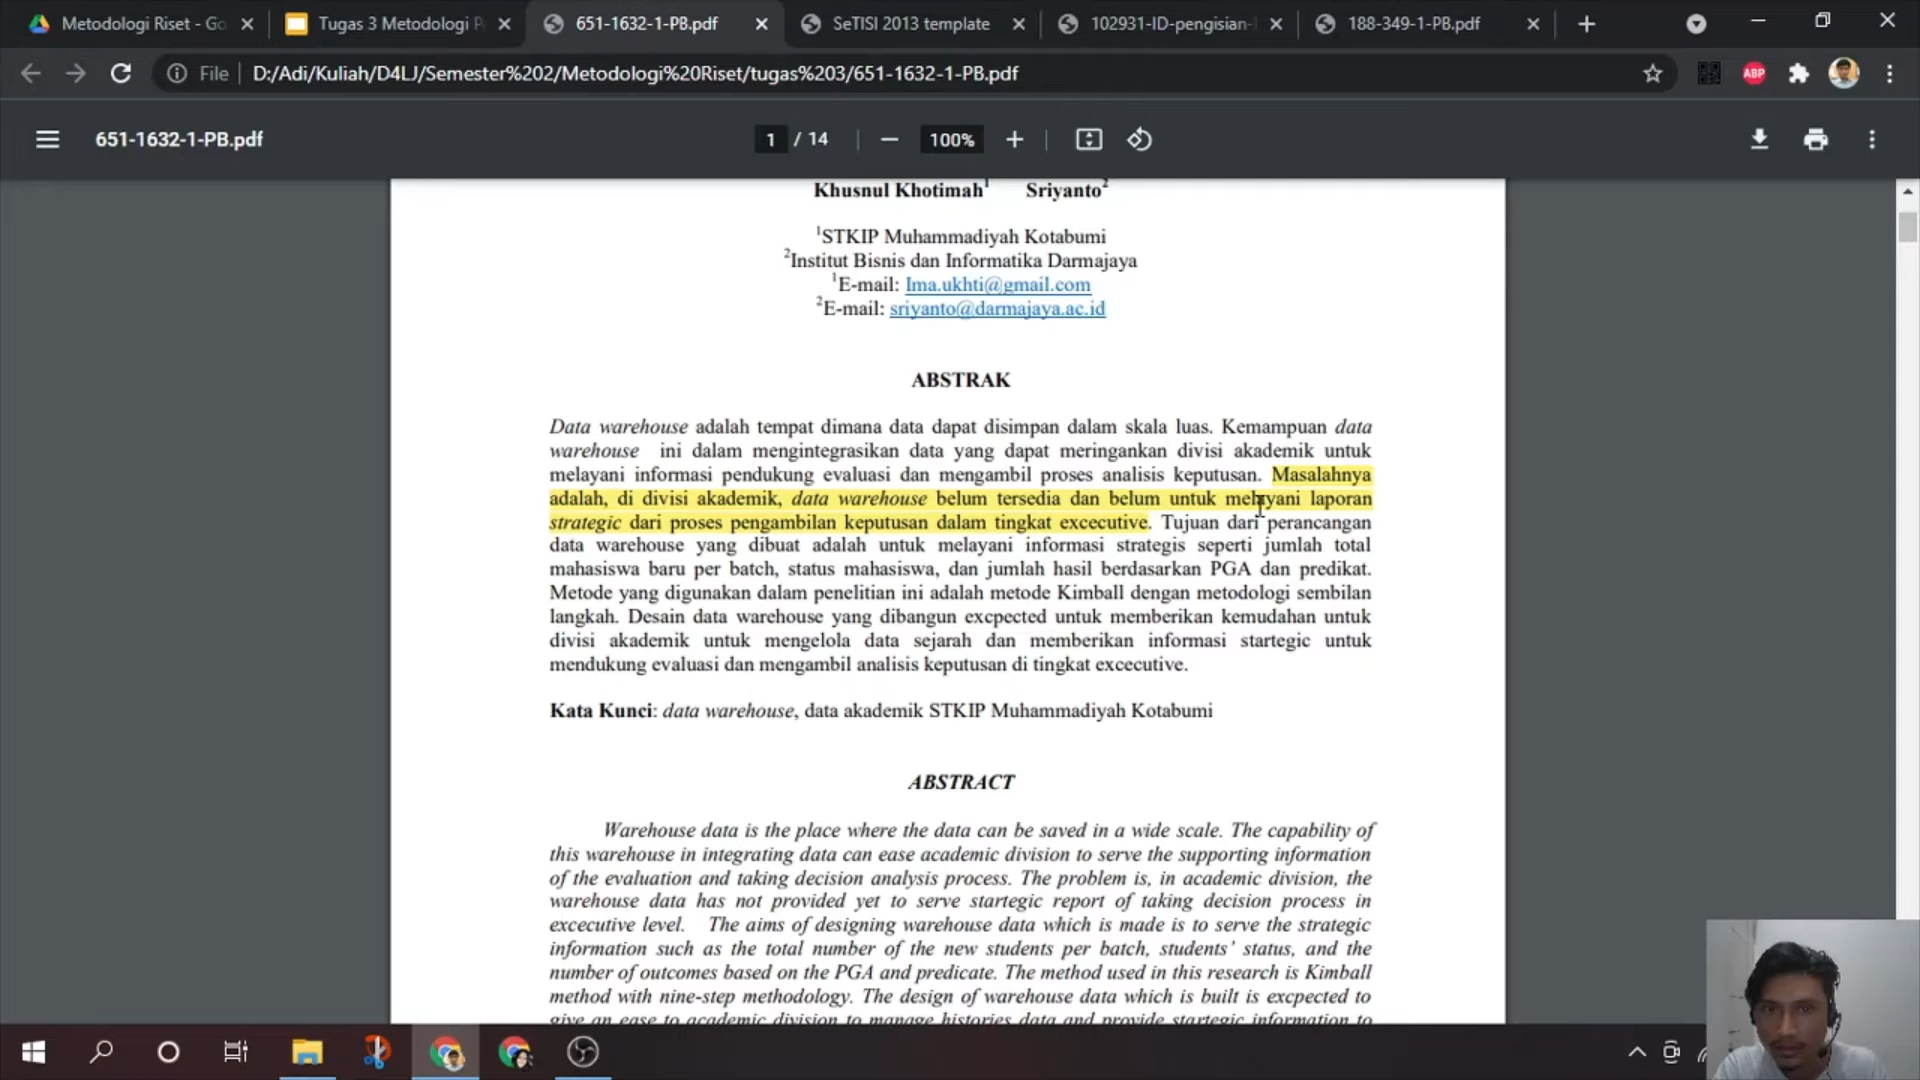 Metodologi Riset - Go
Tugas 3 Metodologi P
651-1632-1-PB.pdf
SeTISI 2013 template
102931-ID-pengisian-
188-349-1-PB.pdf
File
D:/Adi/Kuliah/D4LJ/Semester%202/Metodologi%20Riset/tugas%203/651-1632-1-PB.pdf
ABP
651-1632-1-PB.pdf
1 / 14
100%
Khusnul Khotimah1 Sriyanto2
1STKIP Muhammadiyah Kotabumi
2Institut Bisnis dan Informatika Darmajaya
1E-mail: Ima.ukhti@gmail.com
2E-mail: sriyanto@darmajaya.ac.id
ABSTRAK
Data warehouse adalah tempat dimana data dapat disimpan dalam skala luas. Kemampuan data
warehouse ini dalam mengintegrasikan data yang dapat meringankan divisi akademik untuk
melayani informasi pendukung evaluasi dan mengambil proses analisis keputusan. Masalahnya
adalah, di divisi akademik, data warehouse belum tersedia dan belum untuk melayani laporan
strategic dari proses pengambilan keputusan dalam tingkat excecutive. Tujuan dari perancangan
data warehouse yang dibuat adalah untuk melayani informasi strategis seperti jumlah total
mahasiswa baru per batch, status mahasiswa, dan jumlah hasil berdasarkan PGA dan predikat.
Metode yang digunakan dalam penelitian ini adalah metode Kimball dengan metodologi sembilan
langkah. Desain data warehouse yang dibangun excpected untuk memberikan kemudahan untuk
divisi akademik untuk mengelola data sejarah dan memberikan informasi startegic untuk
mendukung evaluasi dan mengambil analisis keputusan di tingkat excecutive.
Kata Kunci: data warehouse, data akademik STKIP Muhammadiyah Kotabumi
ABSTRACT
Warehouse data is the place where the data can be saved in a wide scale. The capability of
this warehouse in integrating data can ease academic division to serve the supporting information
of the evaluation and taking decision analysis process. The problem is, in academic division, the
warehouse data has not provided yet to serve startegic report of taking decision process in
excecutive level. The aims of designing warehouse data which is made is to serve the strategic
information such as the total number of the new students per batch, students' status, and the
number of outcomes based on the PGA and predicate. The method used in this research is Kimball
method with nine-step methodology. The design of warehouse data which is built is excpected to
give an ease to academic division to manage histories data and provide startegic information to